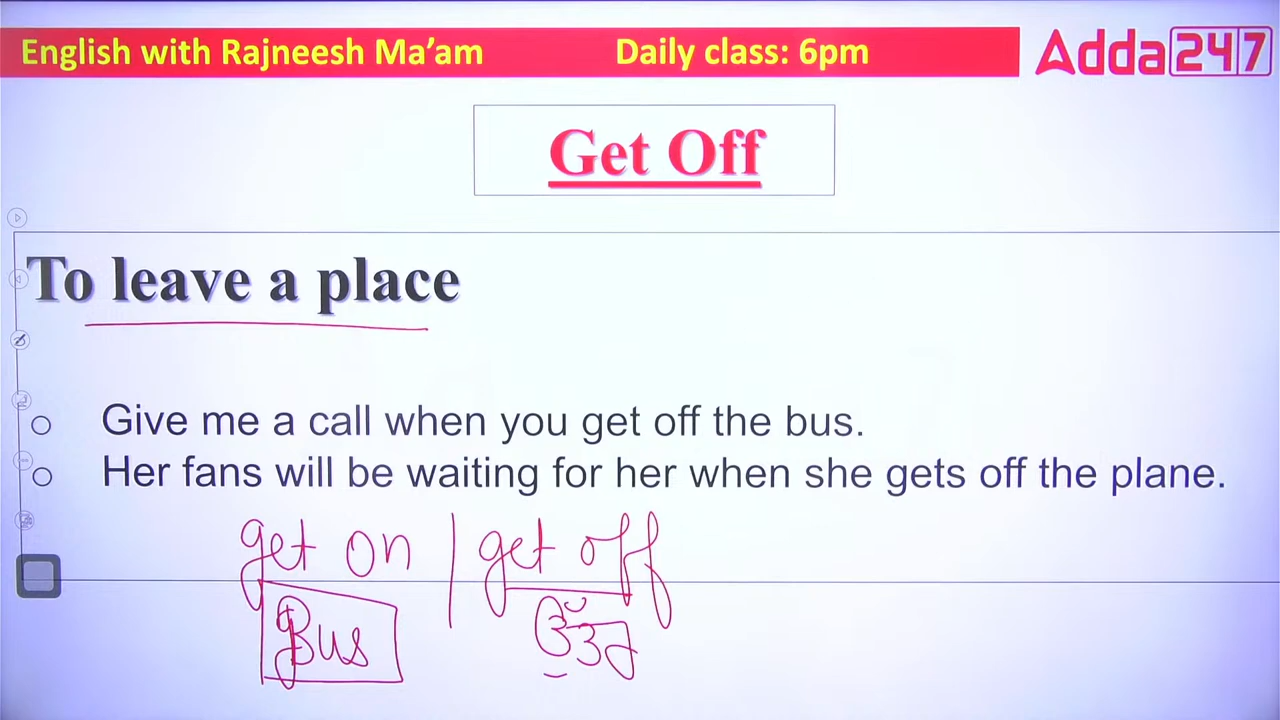 English with Rajneesh Ma’am Daily class: 6pm Adda247
Get Off
To leave a place
Give me a call when you get off the bus.
Her fans will be waiting for her when she gets off the plane.
get on | get off
Bus